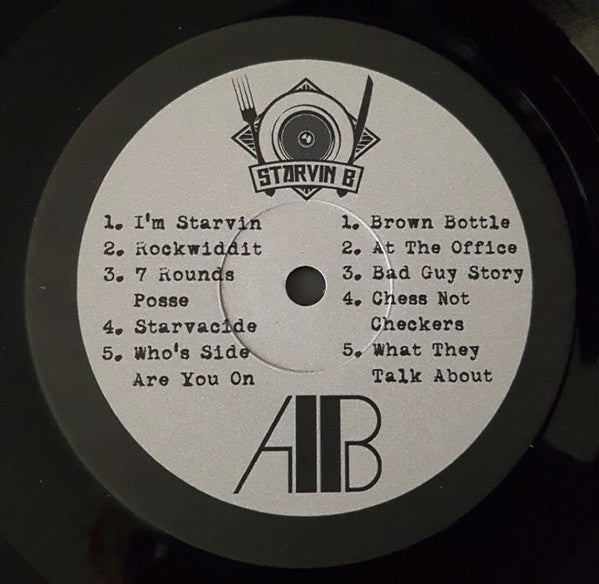 STARVIN B
1. I'm Starvin
2. Rockwiddit
3. 7 Rounds
Posse
4. Starvacide
5. Who's Side
Are You On
1. Brown Bottle
2. At The Office
3. Bad Guy Story
4. Chess Not
Checkers
5. What They
Talk About
AB